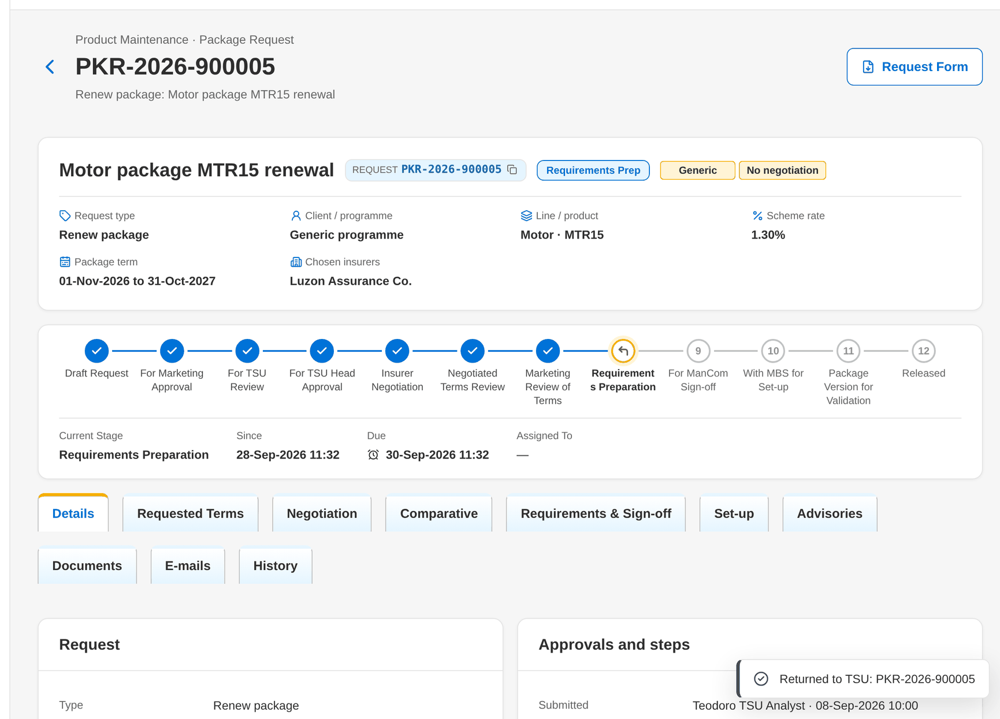 Product Maintenance · Package Request
PKR-2026-900005
Renew package: Motor package MTR15 renewal
Request Form
Motor package MTR15 renewal
REQUEST PKR-2026-900005
Requirements Prep
Generic
No negotiation
Request type
Renew package
Client / programme
Generic programme
Line / product
Motor · MTR15
Scheme rate
1.30%
Package term
01-Nov-2026 to 31-Oct-2027
Chosen insurers
Luzon Assurance Co.
Draft Request
For Marketing
Approval
For TSU
Review
For TSU Head
Approval
Insurer
Negotiation
Negotiated
Terms Review
Marketing
Review of
Terms
Requirement
s Preparation
9
For ManCom
Sign-off
10
With MBS for
Set-up
11
Package
Version for
Validation
12
Released
Current Stage
Requirements Preparation
Since
28-Sep-2026 11:32
Due
30-Sep-2026 11:32
Assigned To
—
Details
Requested Terms
Negotiation
Comparative
Requirements & Sign-off
Set-up
Advisories
Documents
E-mails
History
Request
Type
Renew package
Approvals and steps
Returned to TSU: PKR-2026-900005
Submitted
Teodoro TSU Analyst · 08-Sep-2026 10:00